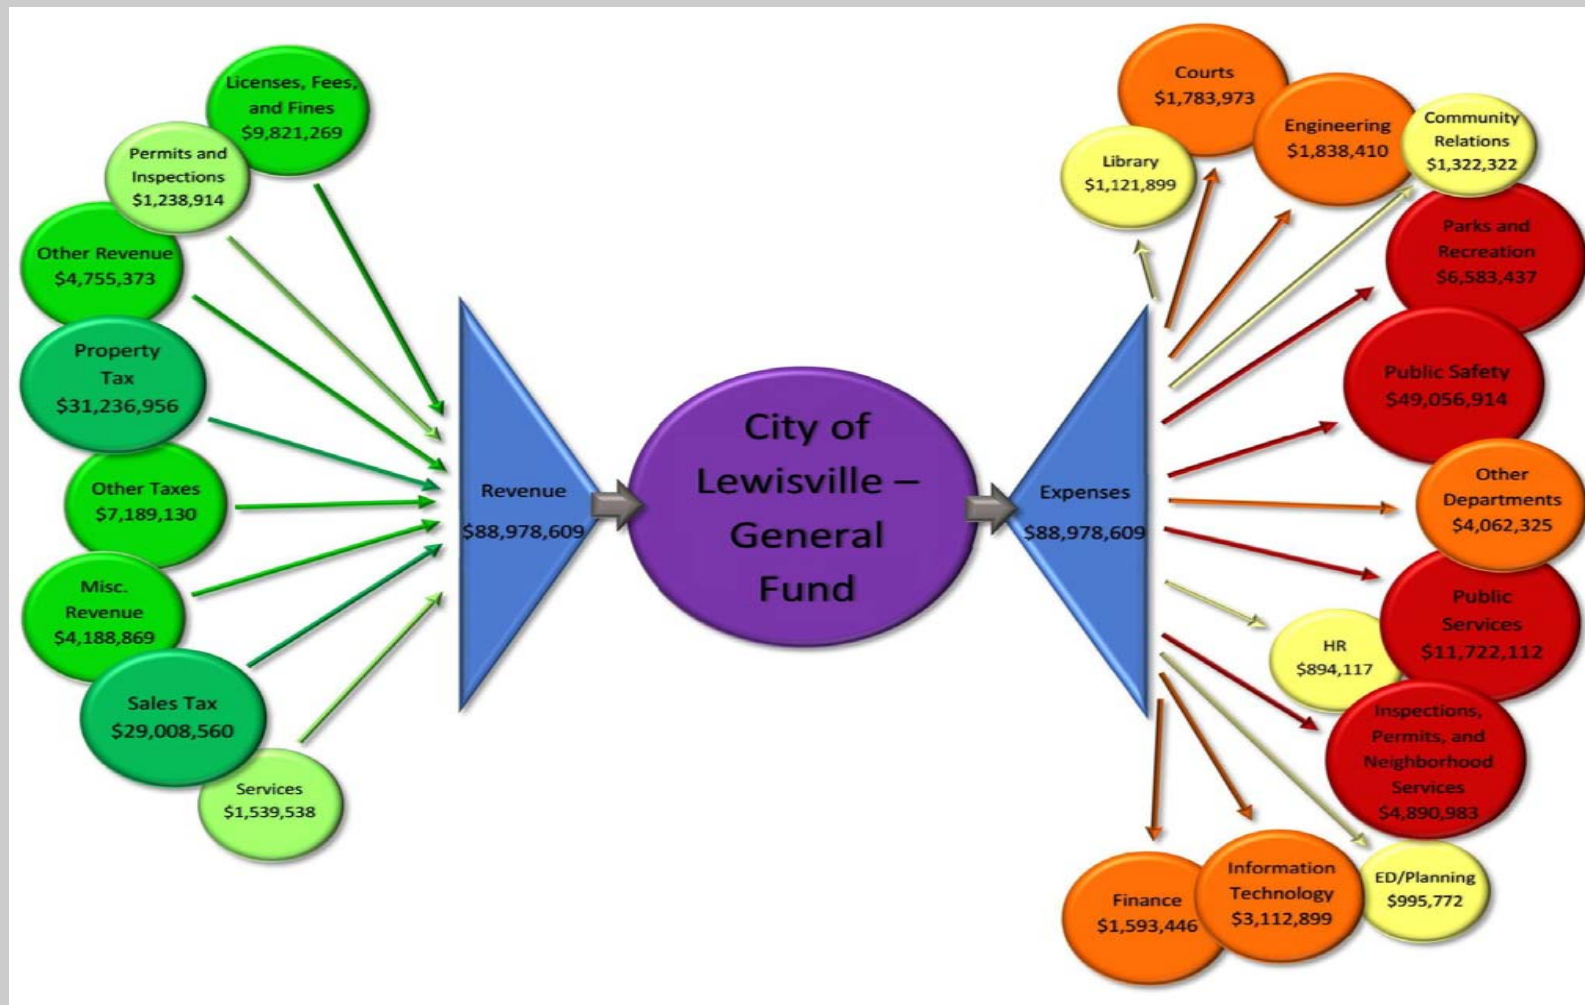 Licenses, Fees,
and Fines
$9,821,269
Permits and
Inspections
$1,238,914
Other Revenue
$4,755,373
Property
Tax
$31,236,956
Other Taxes
$7,189,130
Misc.
Revenue
$4,188,869
Sales Tax
$29,008,560
Services
$1,539,538
Revenue
$88,978,609
City of
Lewisville –
General
Fund
Expenses
$88,978,609
Library
$1,121,899
Courts
$1,783,973
Engineering
$1,838,410
Community
Relations
$1,322,322
Parks and
Recreation
$6,583,437
Public Safety
$49,056,914
Other
Departments
$4,062,325
Public
Services
$11,722,112
HR
$894,117
Inspections,
Permits, and
Neighborhood
Services
$4,890,983
ED/Planning
$995,772
Information
Technology
$3,112,899
Finance
$1,593,446